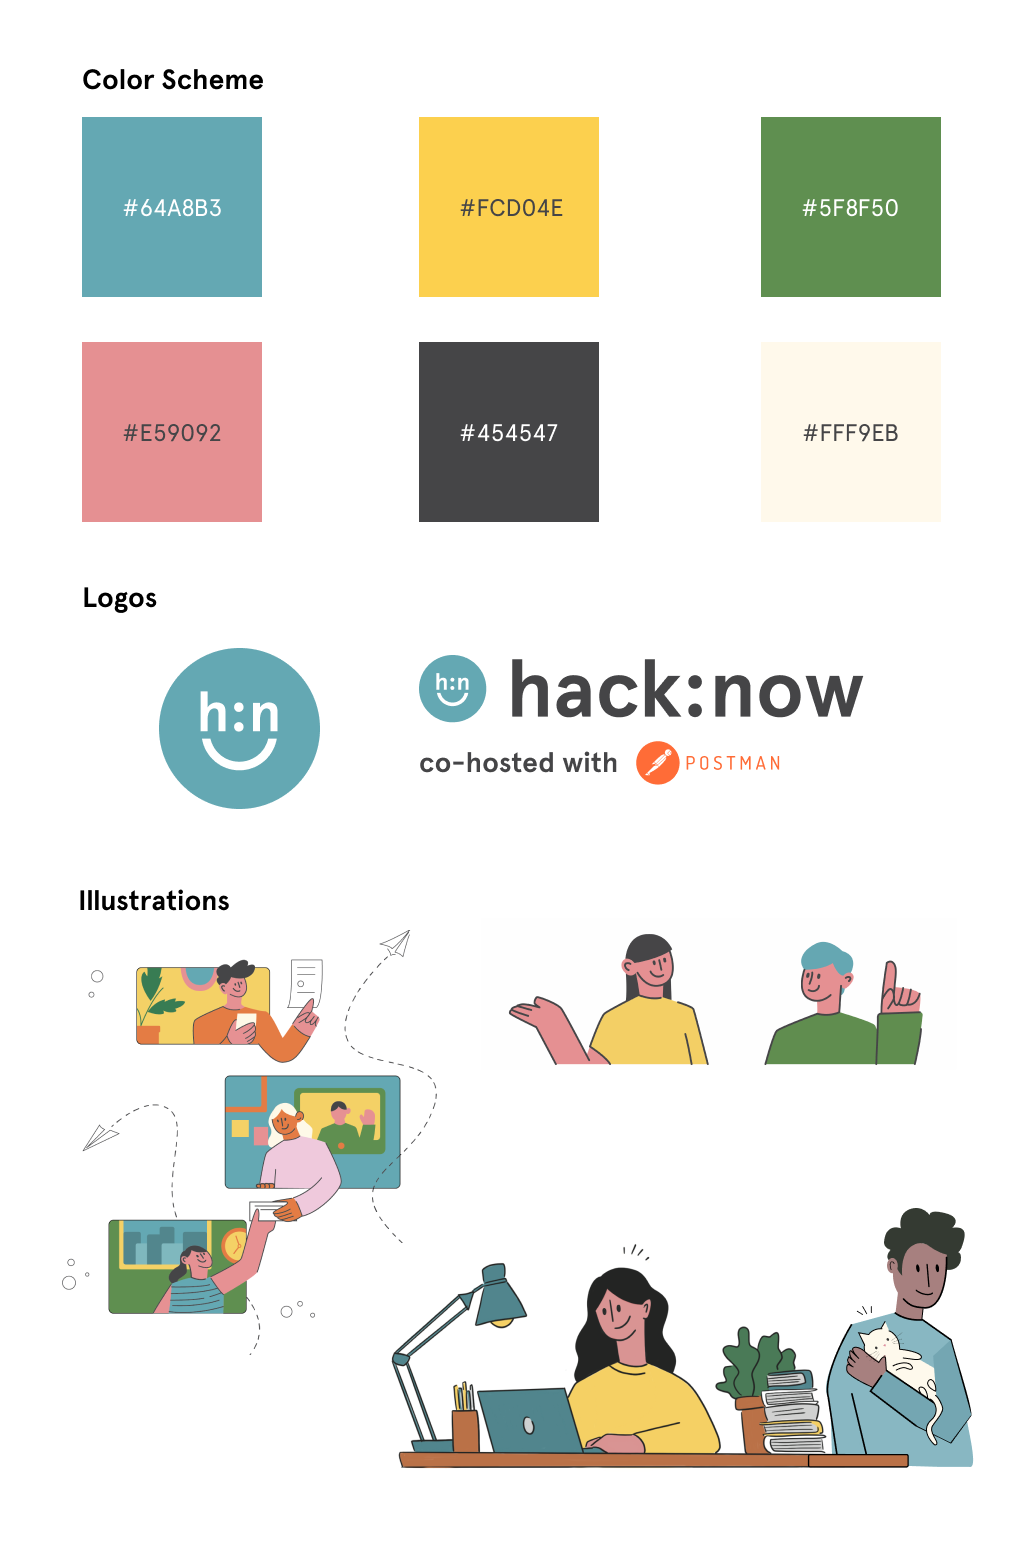 Color Scheme
#64A8B3
#FCD04E
#5F8F50
#E59092
#454547
#FFF9EB
Logos
h:n
h:n
hack:now
co-hosted with
POSTMAN
Illustrations